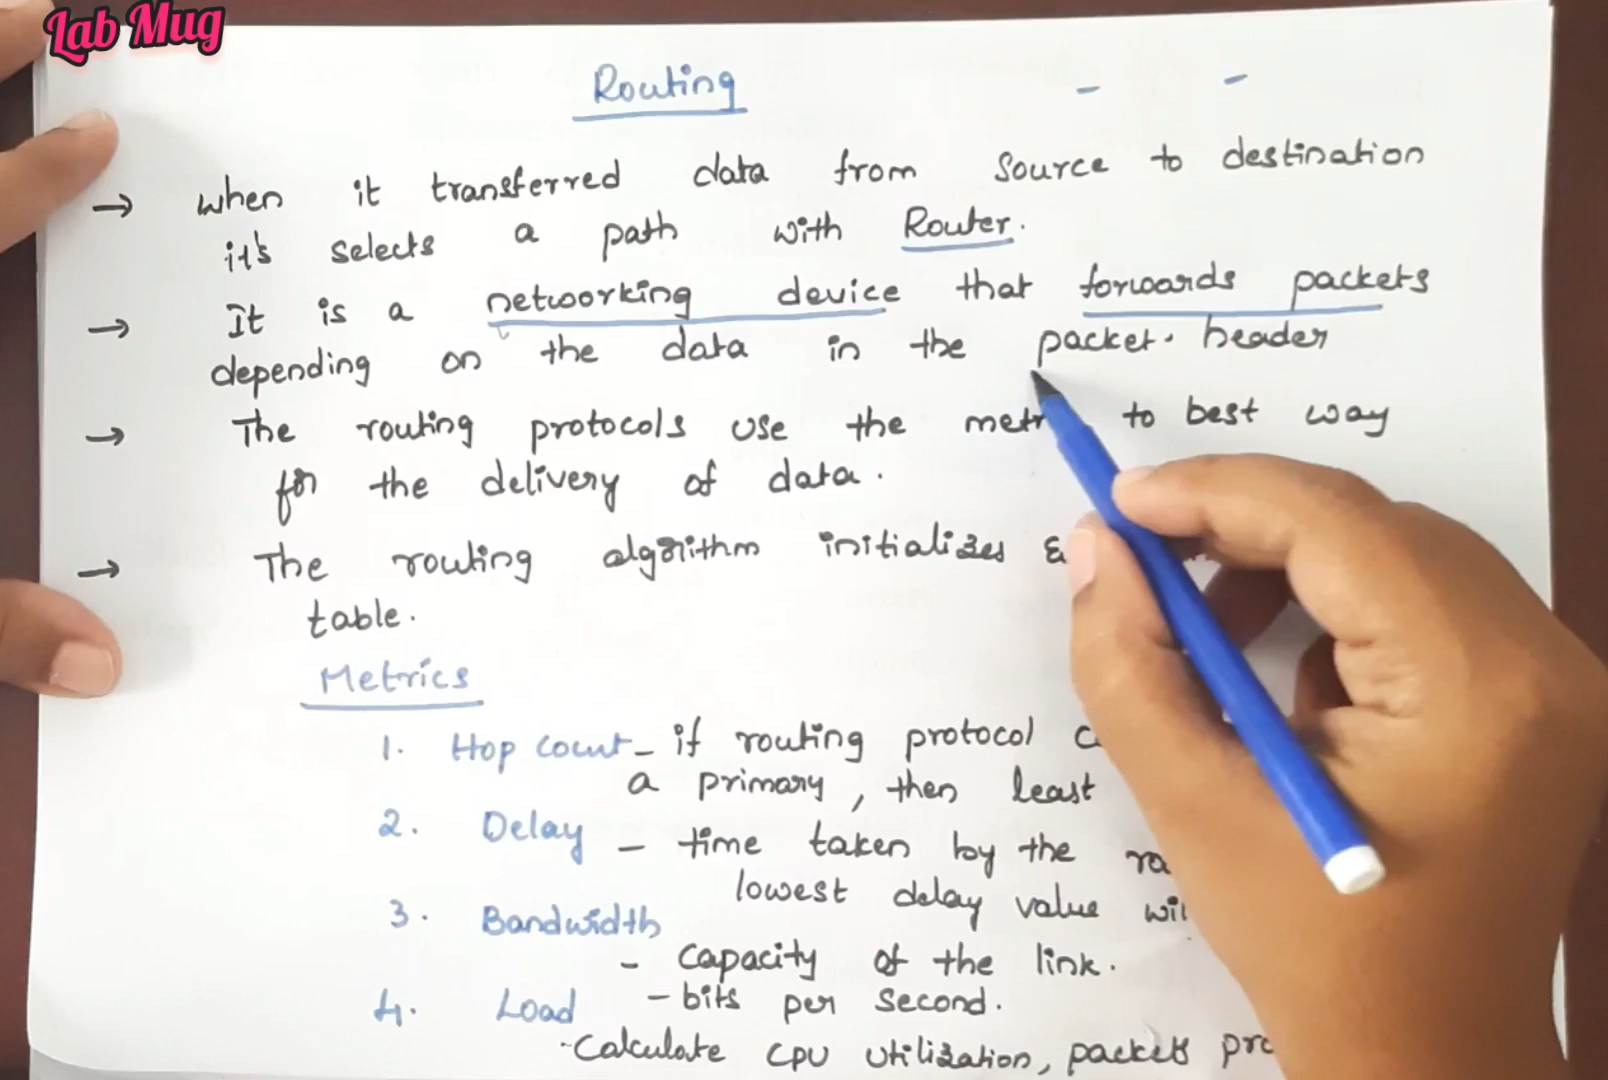 Lab Mug
Routing
→ when it transferred data from Source to destination
it's selects a path with Router.
→ It is a networking device that forwards packets
depending on the data in the packet. header
→ The routing protocols use the to best way
for the delivery of data.
→ The routing algorithm initializes &
table.
Metrics
1. Hop count - if routing protocol
a primary, then least
2. Delay - time taken by the
lowest delay value
3. Bandwidth
- capacity of the link.
- bits per second.
4. Load
- Calculate CPU utilization, packets